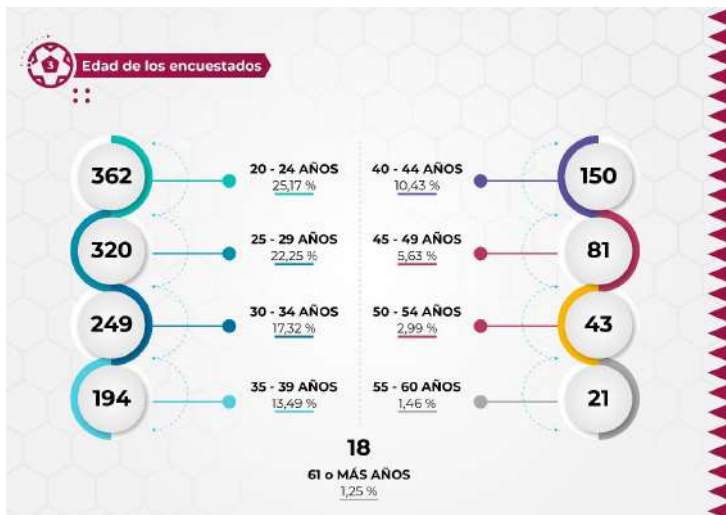 3
Edad de los encuestados
362
20 - 24 AÑOS
25,17 %
320
25 - 29 AÑOS
22,25 %
249
30 - 34 AÑOS
17,32 %
194
35 - 39 AÑOS
13,49 %
40 - 44 AÑOS
10,43 %
150
45 - 49 AÑOS
5,63 %
81
50 - 54 AÑOS
2,99 %
43
55 - 60 AÑOS
1,46 %
21
18
61 o MÁS AÑOS
1,25 %